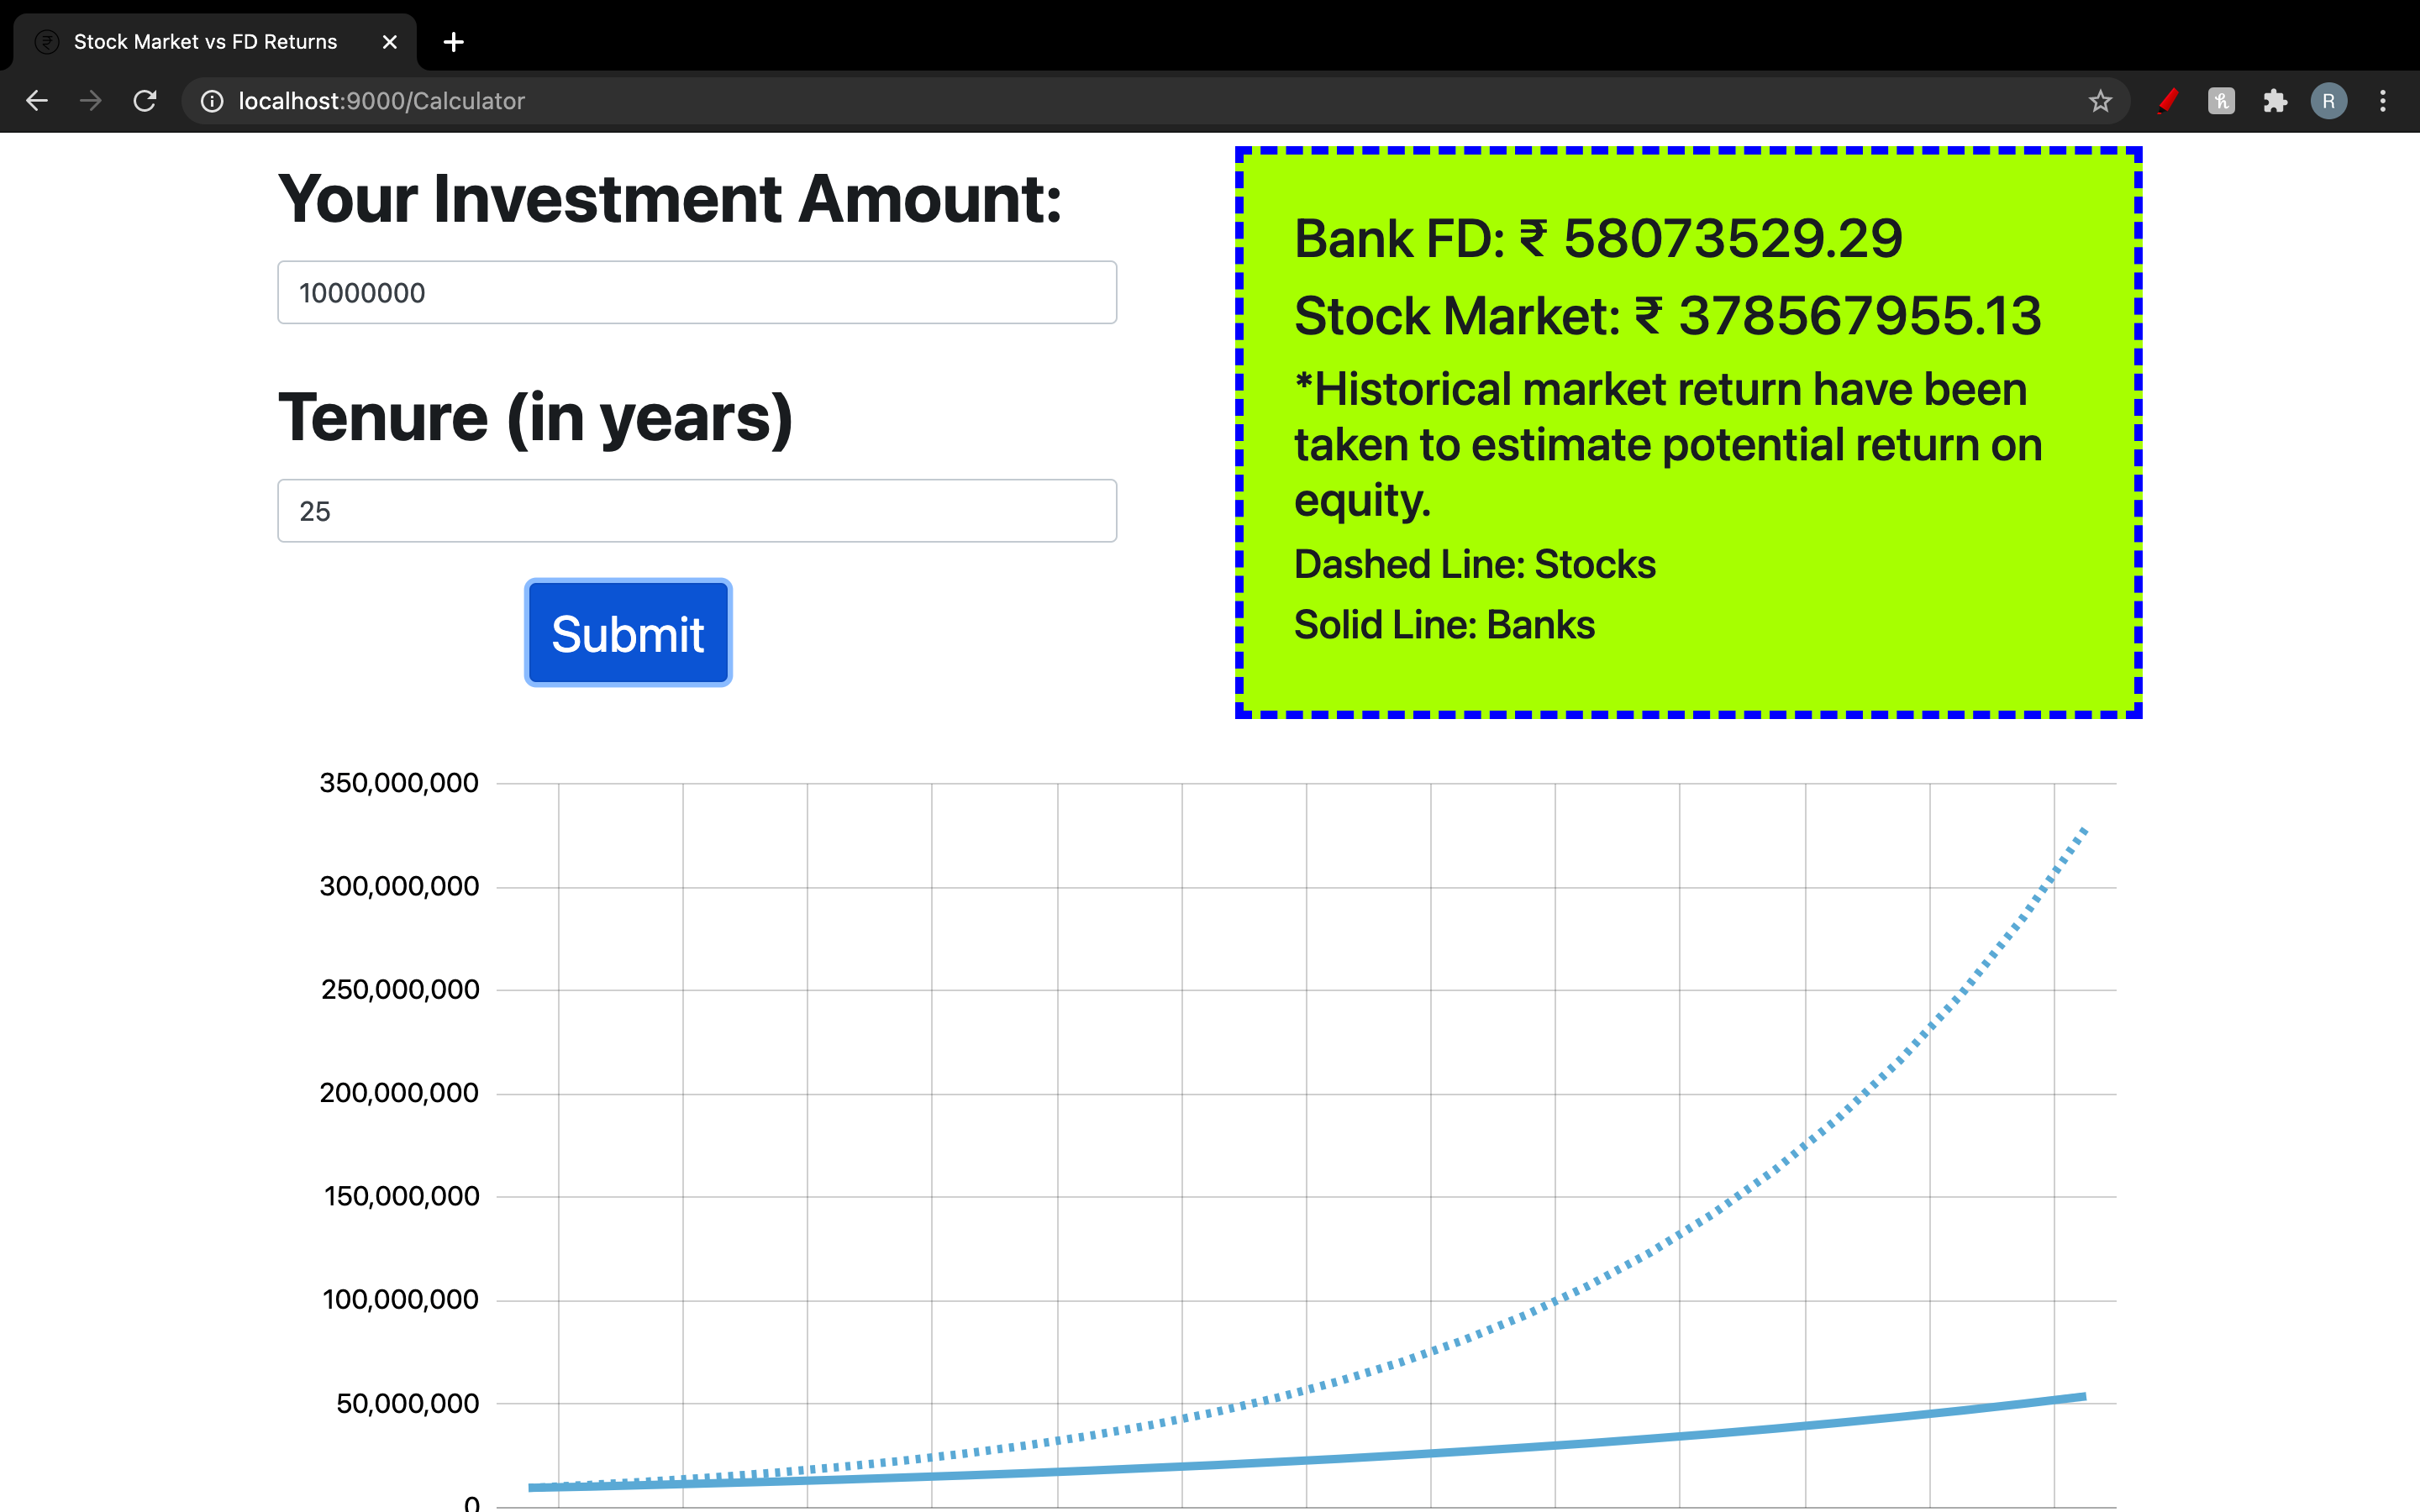 Stock Market vs FD Returns
localhost:9000/Calculator
R
Your Investment Amount:
10000000
Tenure (in years)
25
Submit
Bank FD: ₹ 58073529.29
Stock Market: ₹ 378567955.13
*Historical market return have been
taken to estimate potential return on
equity.
Dashed Line: Stocks
Solid Line: Banks
350,000,000
300,000,000
250,000,000
200,000,000
150,000,000
100,000,000
50,000,000
0